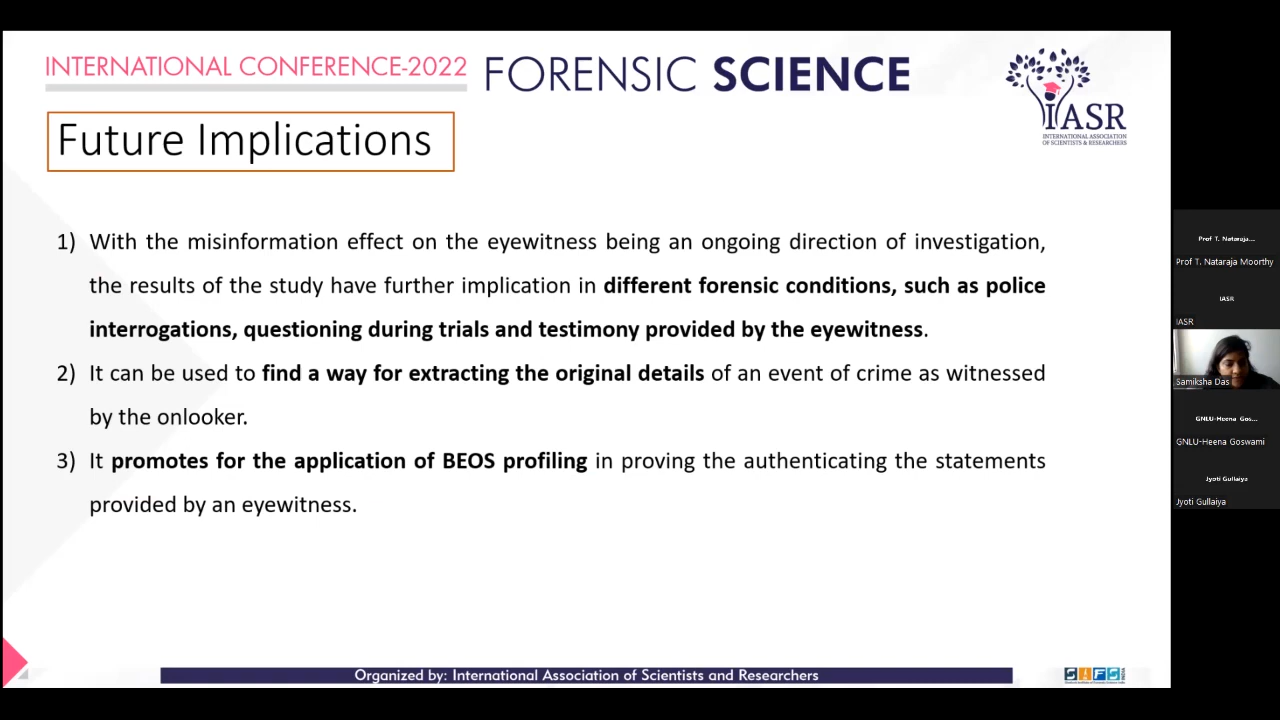 INTERNATIONAL CONFERENCE-2022 FORENSIC SCIENCE
IASR
INTERNATIONAL ASSOCIATION
OF SCIENTISTS & RESEARCHERS
Future Implications
1) With the misinformation effect on the eyewitness being an ongoing direction of investigation,
the results of the study have further implication in different forensic conditions, such as police
interrogations, questioning during trials and testimony provided by the eyewitness.
2) It can be used to find a way for extracting the original details of an event of crime as witnessed
by the onlooker.
3) It promotes for the application of BEOS profiling in proving the authenticating the statements
provided by an eyewitness.
Organized by: International Association of Scientists and Researchers
SIFS
INDIA
Prof T. Nataraja...
Prof T. Nataraja Moorthy
IASR
IASR
Samiksha Das
GNLU-Heena Gos...
GNLU-Heena Goswami
Jyoti Gullaiya
Jyoti Gullaiya